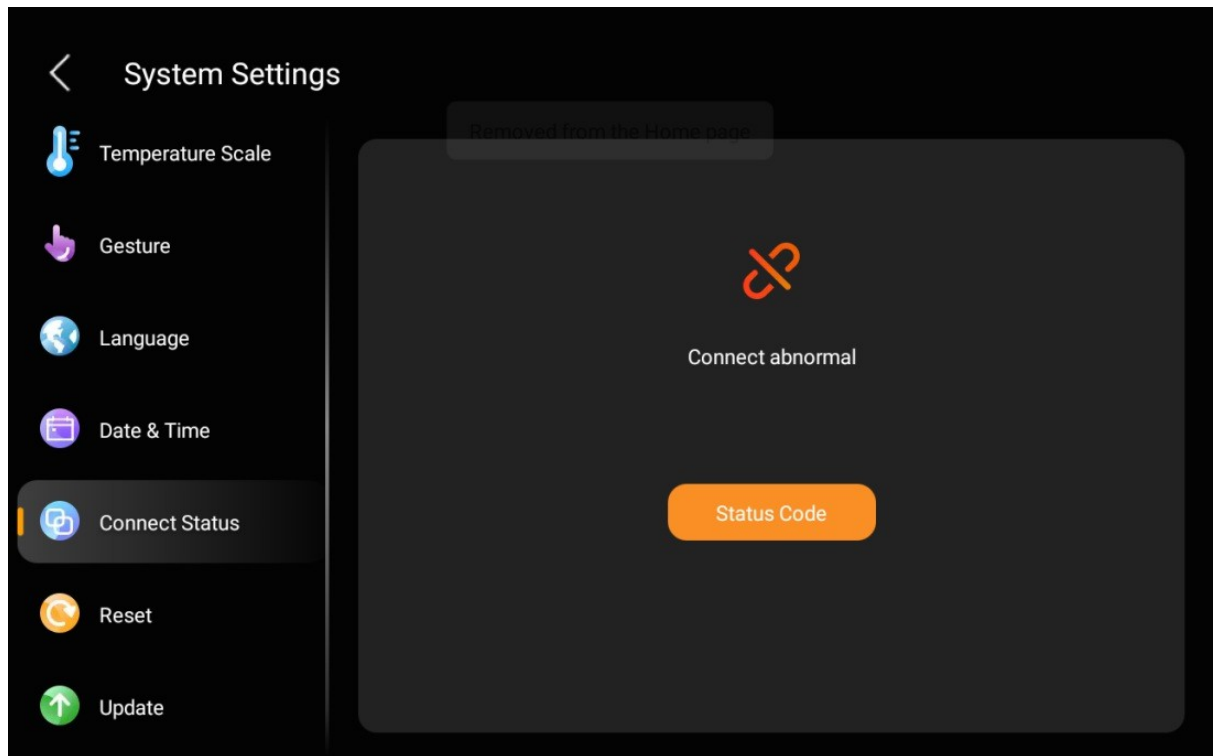 System Settings
Temperature Scale
Gesture
Language
Date & Time
Connect Status
Reset
Update
Removed from the Home page
Connect abnormal
Status Code